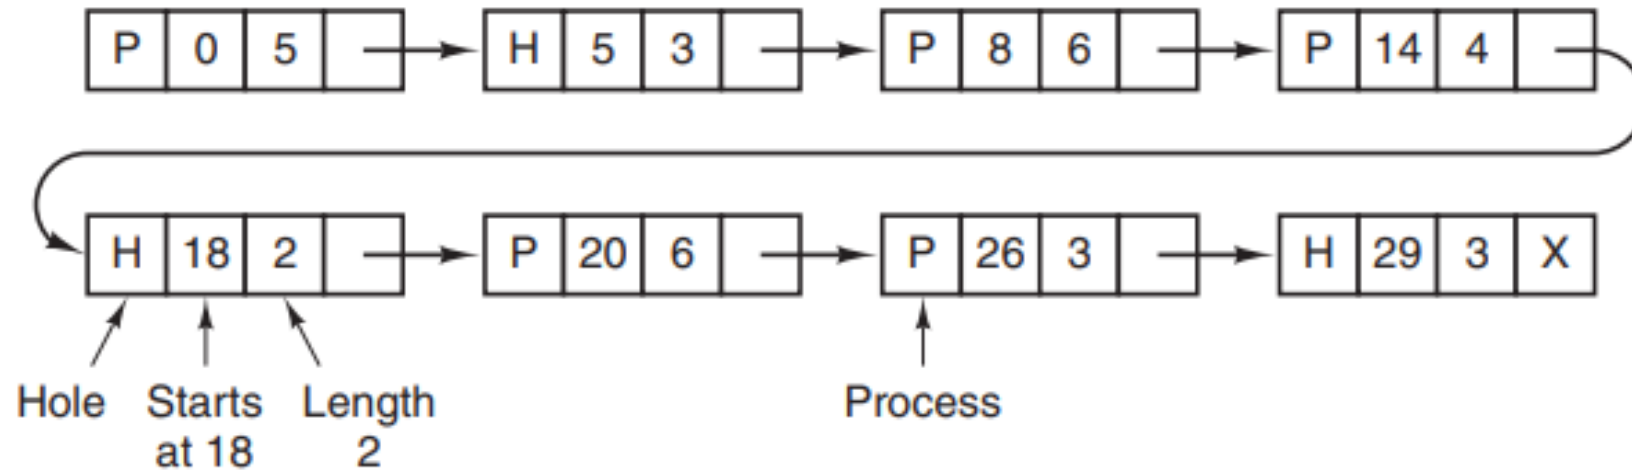 P 0 5 H 5 3 P 8 6 P 14 4
H 18 2 P 20 6 P 26 3 H 29 3 X
Hole Starts Length Process
at 18 2